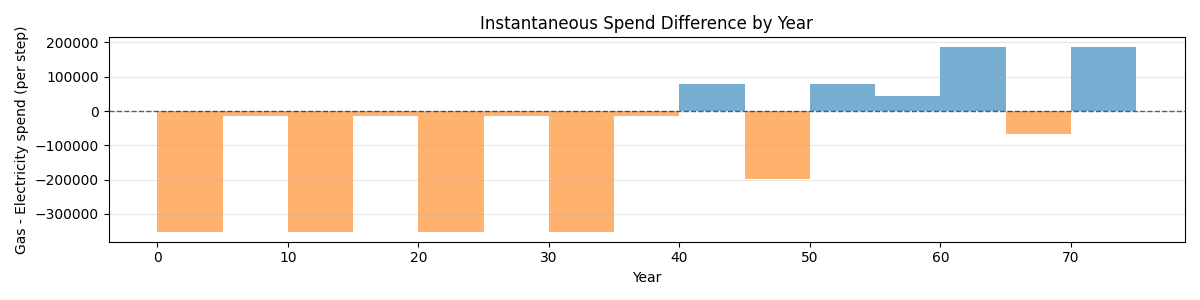 Instantaneous Spend Difference by Year
Gas - Electricity spend (per step)
200000
100000
0
−100000
−200000
−300000
0 10 20 30 40 50 60 70
Year